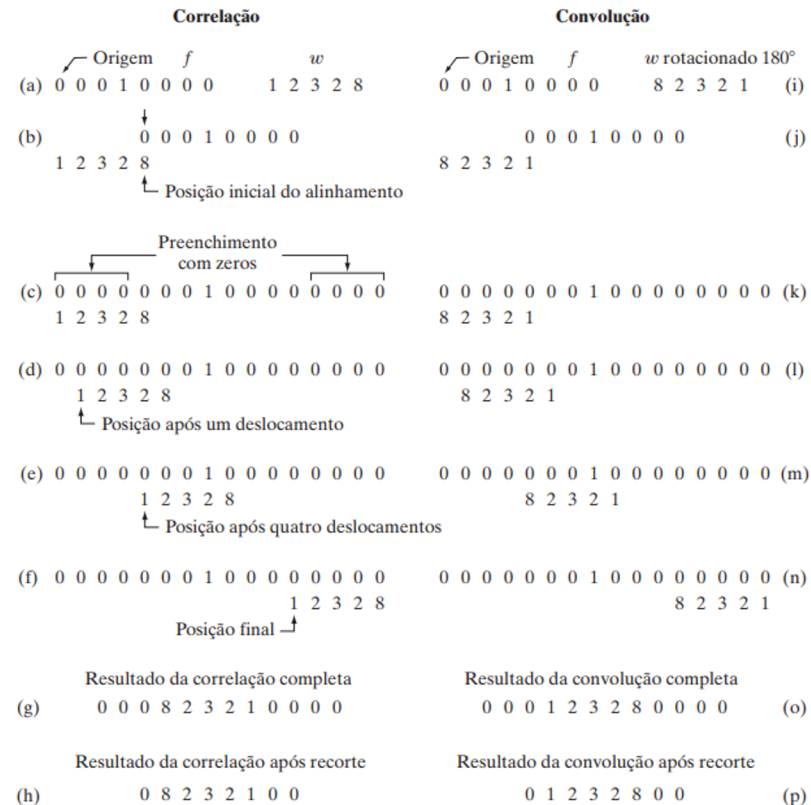 Correlação Convolução
Origem f w Origem f w rotacionado 180°
(a) 0 0 0 1 0 0 0 0 1 2 3 2 8 0 0 0 1 0 0 0 0 8 2 3 2 1 (i)
(b) 0 0 0 1 0 0 0 0 0 0 0 1 0 0 0 0 (j)
1 2 3 2 8 8 2 3 2 1
Posição inicial do alinhamento
Preenchimento
com zeros
(c) 0 0 0 0 0 0 0 1 0 0 0 0 0 0 0 0 0 0 0 0 0 0 0 1 0 0 0 0 0 0 0 0 (k)
1 2 3 2 8 8 2 3 2 1
(d) 0 0 0 0 0 0 0 1 0 0 0 0 0 0 0 0 0 0 0 0 0 0 0 1 0 0 0 0 0 0 0 0 (l)
1 2 3 2 8 8 2 3 2 1
Posição após um deslocamento
(e) 0 0 0 0 0 0 0 1 0 0 0 0 0 0 0 0 0 0 0 0 0 0 0 1 0 0 0 0 0 0 0 0 (m)
1 2 3 2 8 8 2 3 2 1
Posição após quatro deslocamentos
(f) 0 0 0 0 0 0 0 1 0 0 0 0 0 0 0 0 0 0 0 0 0 0 0 1 0 0 0 0 0 0 0 0 (n)
1 2 3 2 8 8 2 3 2 1
Posição final
Resultado da correlação completa Resultado da convolução completa
(g) 0 0 0 8 2 3 2 1 0 0 0 0 0 0 0 1 2 3 2 8 0 0 0 0 (o)
Resultado da correlação após recorte Resultado da convolução após recorte
(h) 0 8 2 3 2 1 0 0 0 1 2 3 2 8 0 0 (p)